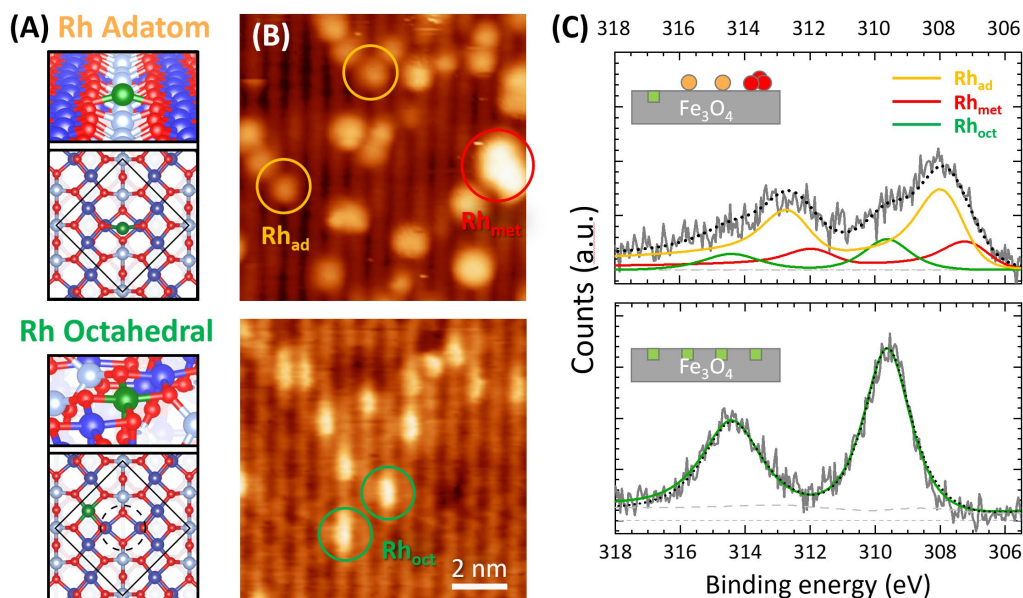 (A) Rh Adatom
Rh Octahedral
(B)
Rh_ad
Rh_met
Rh_oct
2 nm
(C)
318 316 314 312 310 308 306
Rh_ad
Rh_met
Rh_oct
Fe₃O₄
Counts (a.u.)
Fe₃O₄
318 316 314 312 310 308 306
Binding energy (eV)